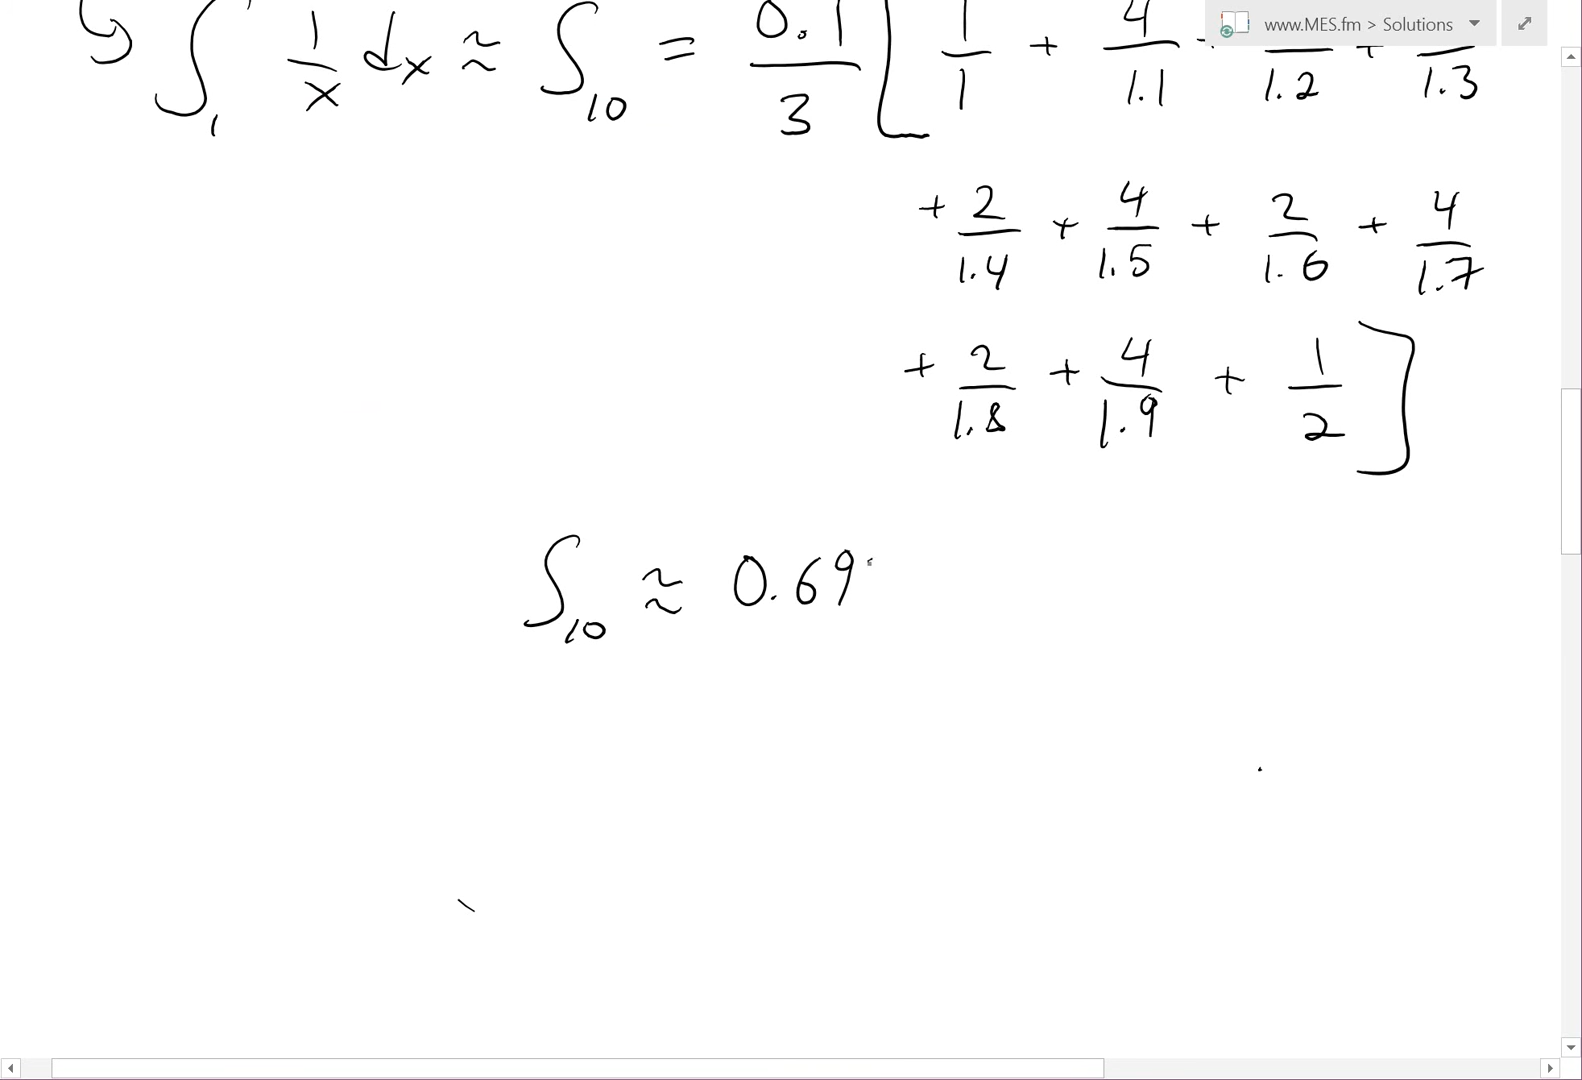 www.MES.fm > Solutions
↳ ∫₁ 1/x dx ≈ S₁₀ = 0.1/3 [ 1/1 + 4/1.1 + /1.2 + /1.3
+ 2/1.4 + 4/1.5 + 2/1.6 + 4/1.7
+ 2/1.8 + 4/1.9 + 1/2 ]
S₁₀ ≈ 0.69